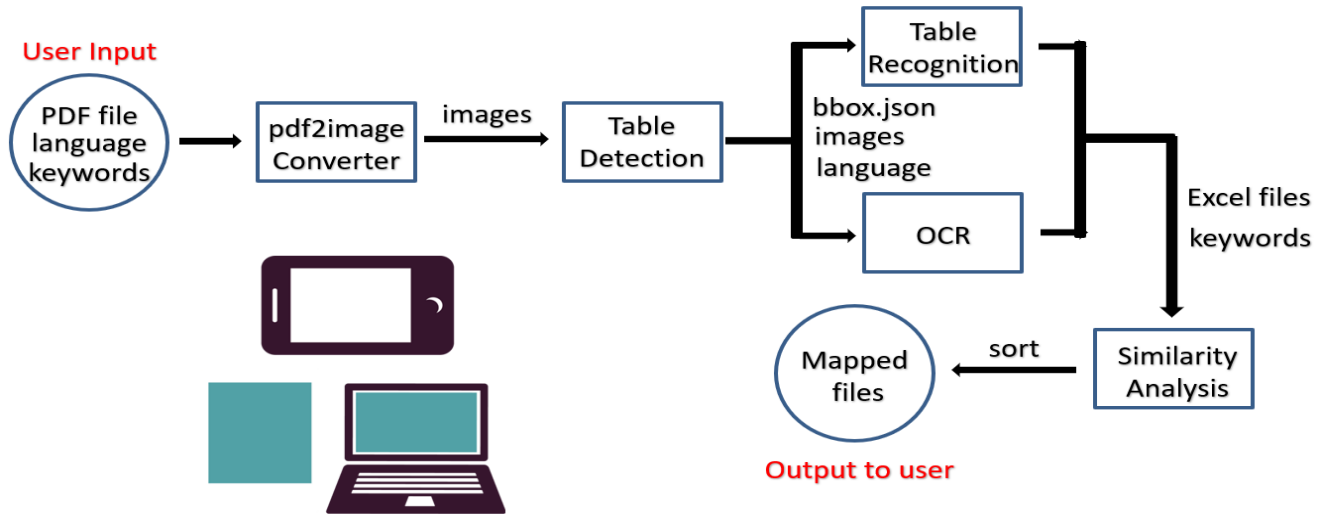 User Input
PDF file
language
keywords
pdf2image
Converter
images
Table
Detection
bbox.json
images
language
Table
Recognition
OCR
Excel files
keywords
Similarity
Analysis
sort
Mapped
files
Output to user